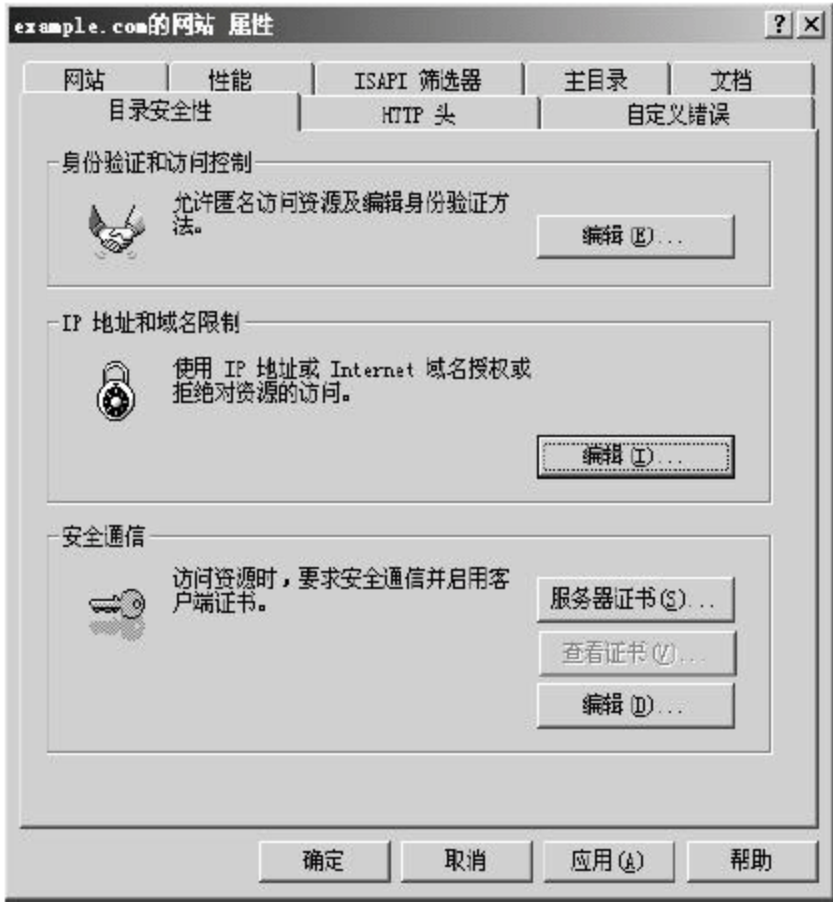 example.com的网站 属性
网站 性能 ISAPI 筛选器 主目录 文档
目录安全性 HTTP 头 自定义错误
身份验证和访问控制
允许匿名访问资源及编辑身份验证方
法。
编辑(E)...
IP 地址和域名限制
使用 IP 地址或 Internet 域名授权或
拒绝对资源的访问。
编辑(I)...
安全通信
访问资源时，要求安全通信并启用客
户端证书。
服务器证书(S)...
查看证书(V)...
编辑(D)...
确定 取消 应用(A) 帮助